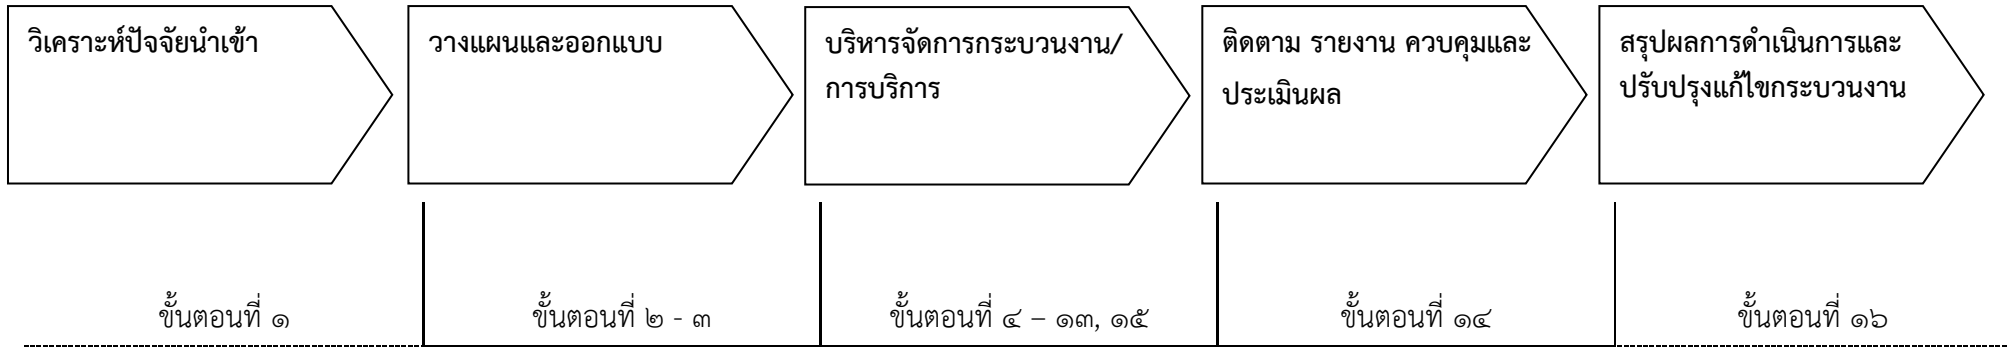 วิเคราะห์ปัจจัยนำเข้า
วางแผนและออกแบบ
บริหารจัดการกระบวนงาน/
การบริการ
ติดตาม รายงาน ควบคุมและ
ประเมินผล
สรุปผลการดำเนินการและ
ปรับปรุงแก้ไขกระบวนงาน
ขั้นตอนที่ ๑
ขั้นตอนที่ ๒ - ๓
ขั้นตอนที่ ๔ – ๑๓, ๑๕
ขั้นตอนที่ ๑๔
ขั้นตอนที่ ๑๖